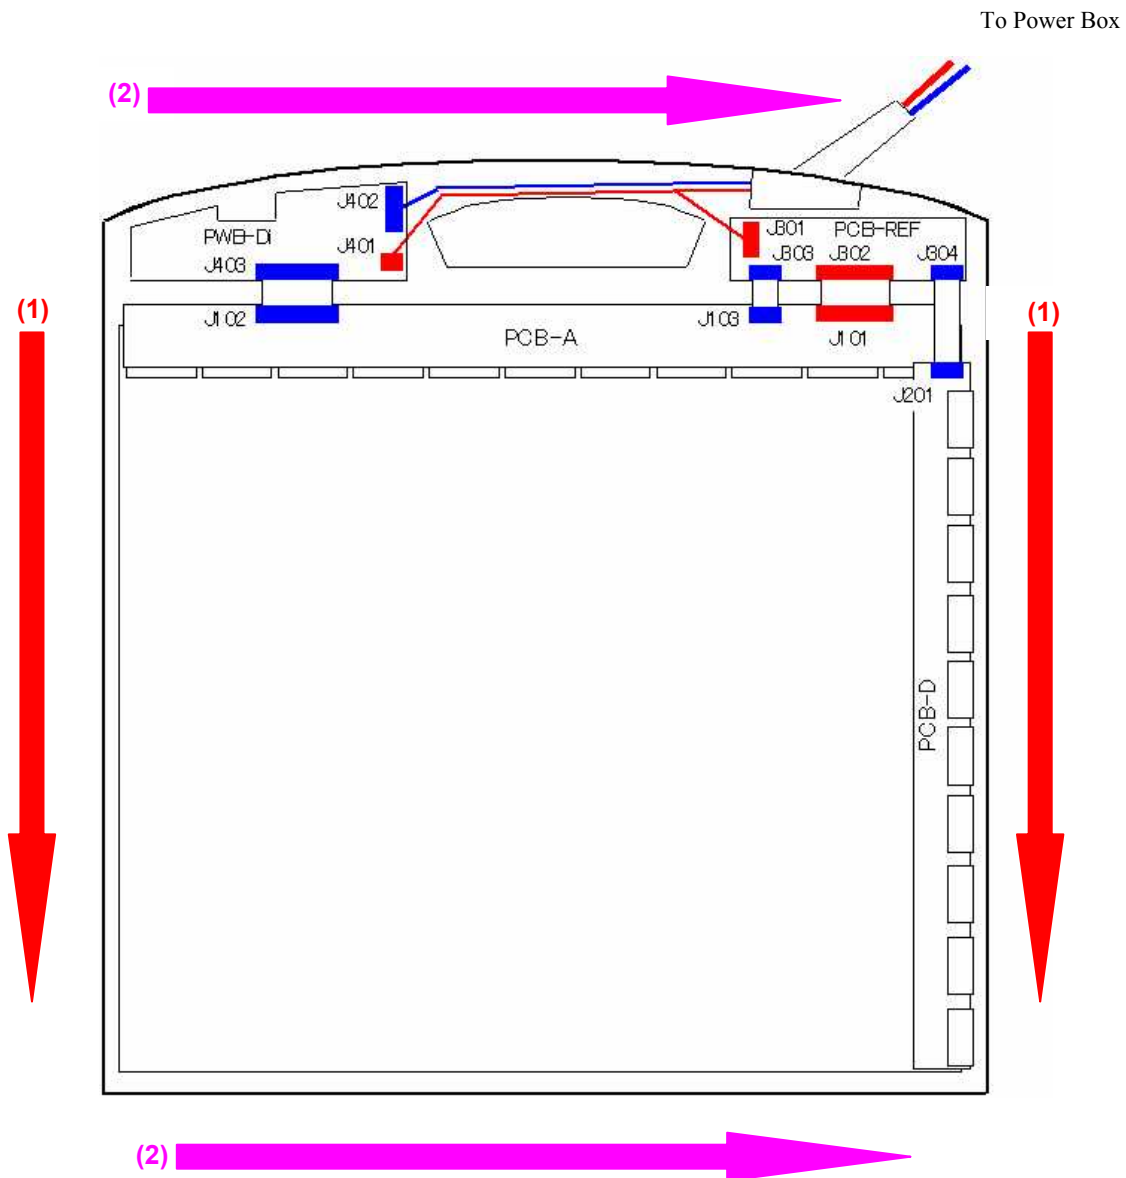 To Power Box
(2)
J402
J301
PCB-REF
PWB-Di
J401
J403
J303
J302
J304
(1)
(1)
J102
J103
PCB-A
J101
J201
PCB-D
(2)